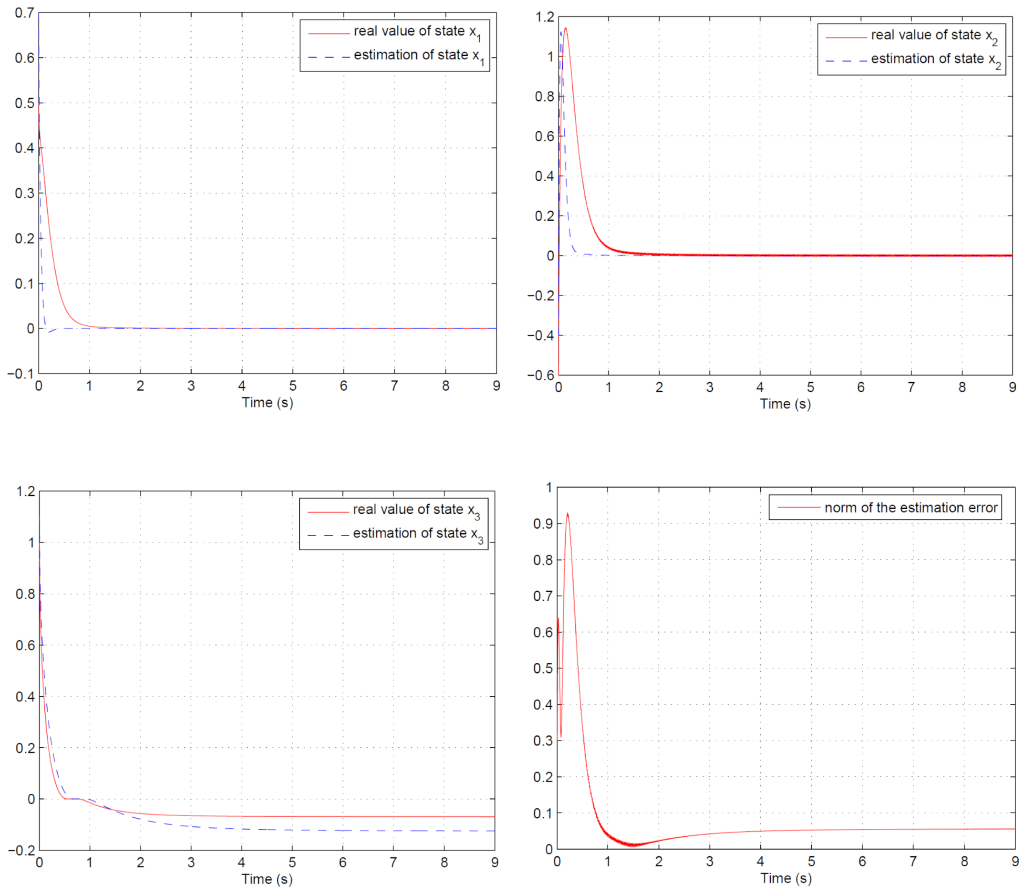 0.7
0.6
0.5
0.4
0.3
0.2
0.1
0
−0.1
real value of state x1
estimation of state x1
0 1 2 3 4 5 6 7 8 9
Time (s)
1.2
1
0.8
0.6
0.4
0.2
0
−0.2
−0.4
−0.6
real value of state x2
estimation of state x2
0 1 2 3 4 5 6 7 8 9
Time (s)
1.2
1
0.8
0.6
0.4
0.2
0
−0.2
real value of state x3
estimation of state x3
0 1 2 3 4 5 6 7 8 9
Time (s)
1
0.9
0.8
0.7
0.6
0.5
0.4
0.3
0.2
0.1
0
norm of the estimation error
0 1 2 3 4 5 6 7 8 9
Time (s)